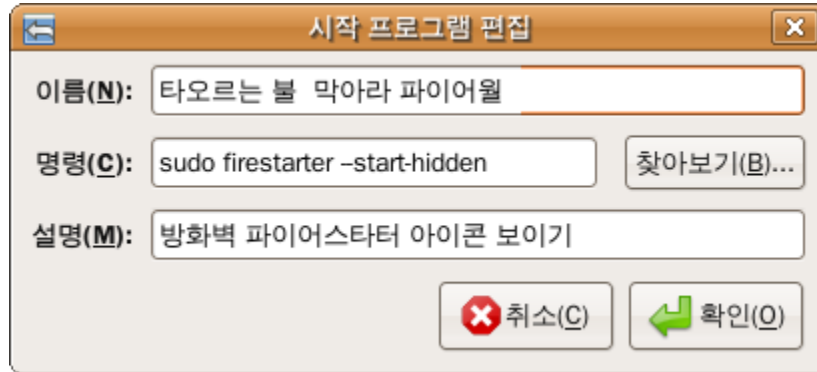 시작 프로그램 편집
이름(N): 타오르는 불  막아라 파이어월
명령(C): sudo firestarter –start-hidden 찾아보기(B)...
설명(M): 방화벽 파이어스타터 아이콘 보이기
취소(C) 확인(O)